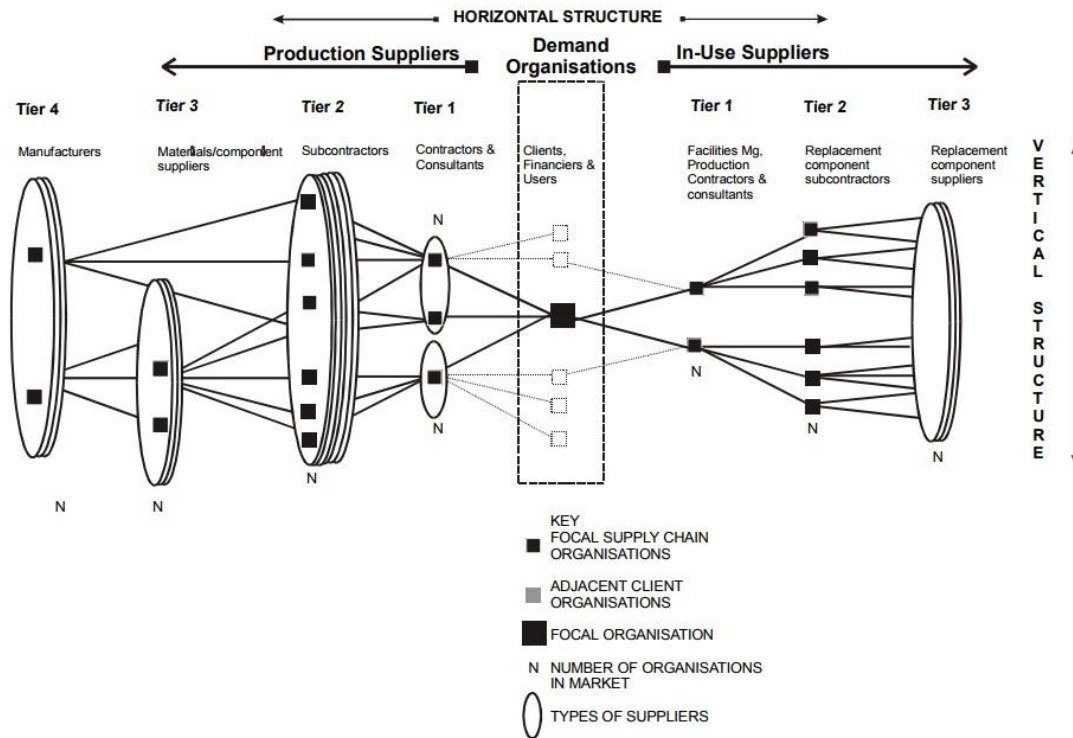 HORIZONTAL STRUCTURE
Production Suppliers
Demand
Organisations
In-Use Suppliers
Tier 4
Tier 3
Tier 2
Tier 1
Tier 1
Tier 2
Tier 3
Manufacturers
Materials/component
suppliers
Subcontractors
Contractors &
Consultants
Clients,
Financiers &
Users
Facilities Mg,
Production
Contractors &
consultants
Replacement
component
subcontractors
Replacement
component
suppliers
VERTICAL STRUCTURE
N
N
N
N
N
N
N
N
KEY
FOCAL SUPPLY CHAIN
ORGANISATIONS
ADJACENT CLIENT
ORGANISATIONS
FOCAL ORGANISATION
N NUMBER OF ORGANISATIONS
IN MARKET
TYPES OF SUPPLIERS